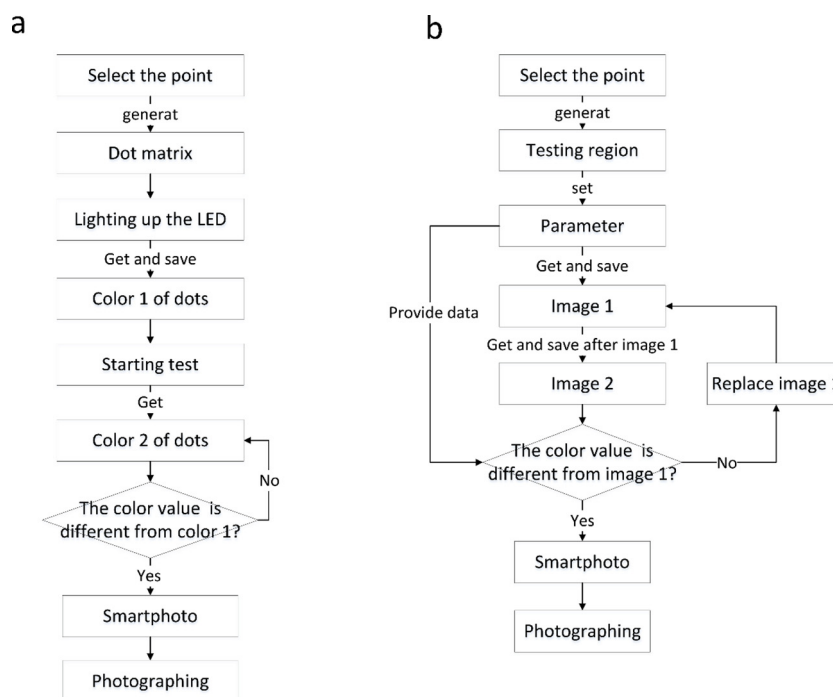 a
Select the point
generat
Dot matrix
Lighting up the LED
Get and save
Color 1 of dots
Starting test
Get
Color 2 of dots
No
The color value is
different from color 1?
Yes
Smartphoto
Photographing
b
Select the point
generat
Testing region
set
Parameter
Get and save
Provide data
Image 1
Get and save after image 1
Image 2
Replace image
The color value is
different from image 1?
No
Yes
Smartphoto
Photographing